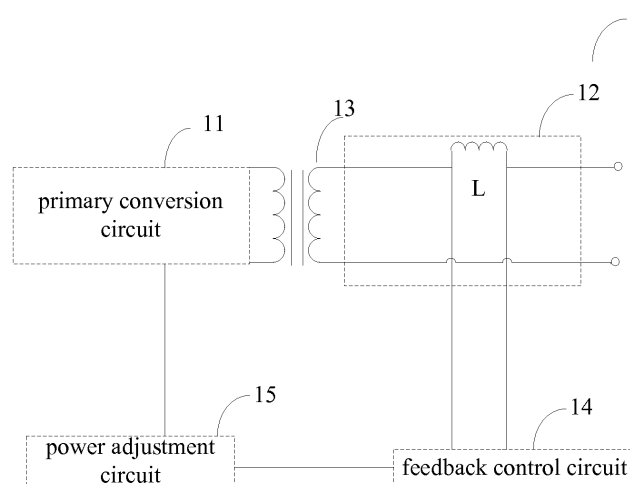 12
13
11
primary conversion
circuit
L
15
14
power adjustment
circuit
feedback control circuit